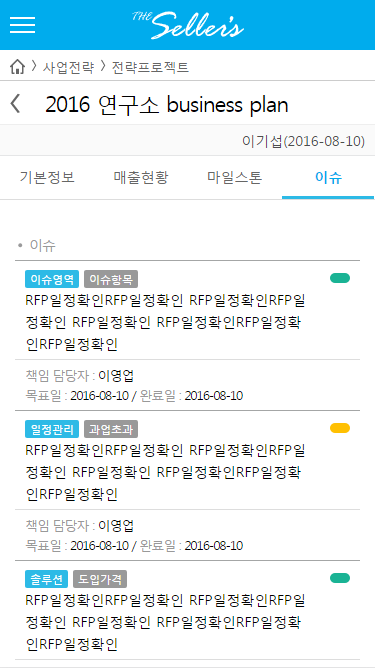 THE Seller's
사업전략 > 전략프로젝트
2016 연구소 business plan
이기섭(2016-08-10)
기본정보 매출현황 마일스톤 이슈
• 이슈
이슈영역 이슈항목
RFP일정확인RFP일정확인 RFP일정확인RFP일
정확인 RFP일정확인 RFP일정확인RFP일정확
인RFP일정확인
책임 담당자 : 이영업
목표일 : 2016-08-10 / 완료일 : 2016-08-10
일정관리 과업초과
RFP일정확인RFP일정확인 RFP일정확인RFP일
정확인 RFP일정확인 RFP일정확인RFP일정확
인RFP일정확인
책임 담당자 : 이영업
목표일 : 2016-08-10 / 완료일 : 2016-08-10
솔루션 도입가격
RFP일정확인RFP일정확인 RFP일정확인RFP일
정확인 RFP일정확인 RFP일정확인RFP일정확
인RFP일정확인